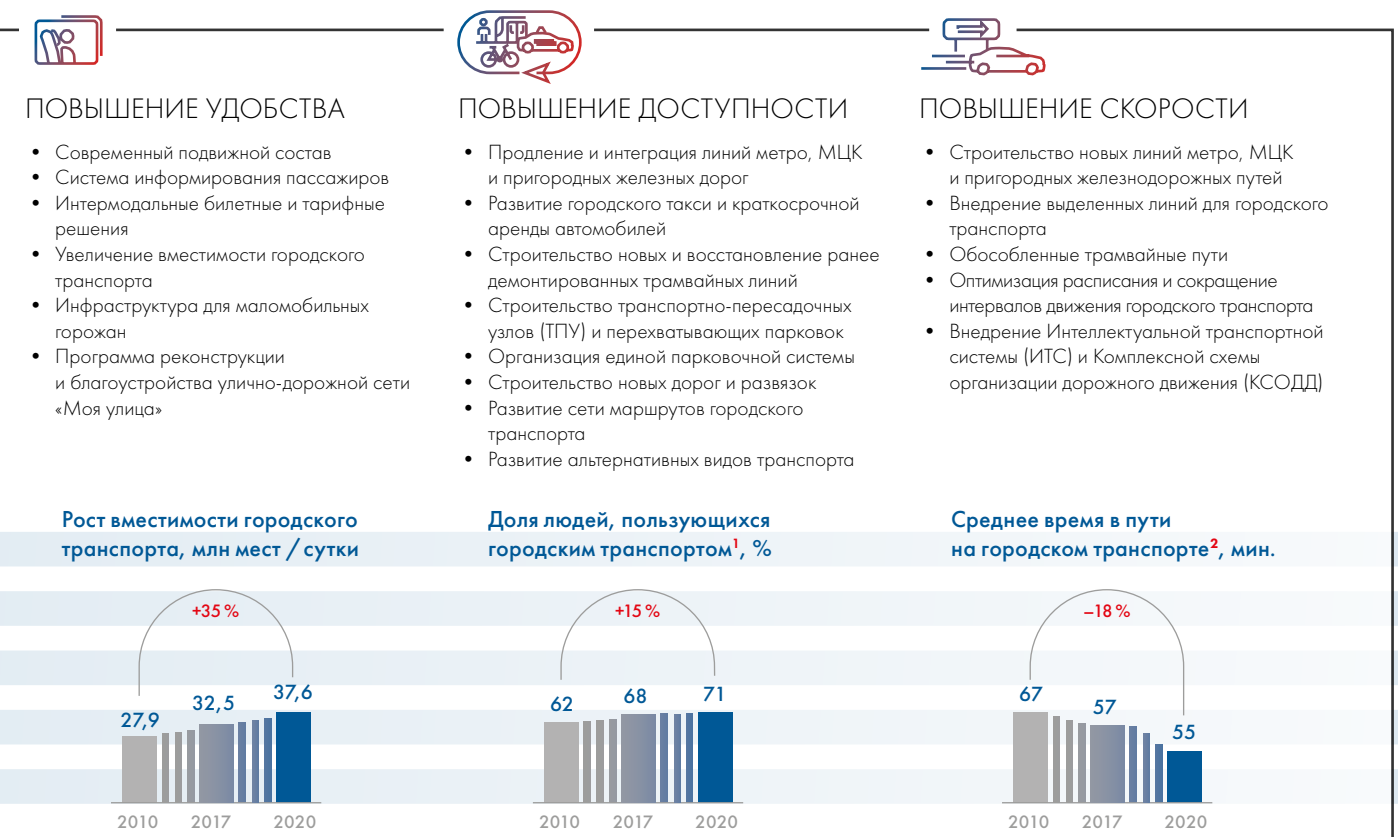 ПОВЫШЕНИЕ УДОБСТВА
• Современный подвижной состав
• Система информирования пассажиров
• Интермодальные билетные и тарифные
решения
• Увеличение вместимости городского
транспорта
• Инфраструктура для маломобильных
горожан
• Программа реконструкции
и благоустройства улично-дорожной сети
«Моя улица»
ПОВЫШЕНИЕ ДОСТУПНОСТИ
• Продление и интеграция линий метро, МЦК
и пригородных железных дорог
• Развитие городского такси и краткосрочной
аренды автомобилей
• Строительство новых и восстановление ранее
демонтированных трамвайных линий
• Строительство транспортно-пересадочных
узлов (ТПУ) и перехватывающих парковок
• Организация единой парковочной системы
• Строительство новых дорог и развязок
• Развитие сети маршрутов городского
транспорта
• Развитие альтернативных видов транспорта
ПОВЫШЕНИЕ СКОРОСТИ
• Строительство новых линий метро, МЦК
и пригородных железнодорожных путей
• Внедрение выделенных линий для городского
транспорта
• Обособленные трамвайные пути
• Оптимизация расписания и сокращение
интервалов движения городского транспорта
• Внедрение Интеллектуальной транспортной
системы (ИТС) и Комплексной схемы
организации дорожного движения (КСОДД)
Рост вместимости городского
транспорта, млн мест / сутки
+35 %
27,9
32,5
37,6
2010 2017 2020
Доля людей, пользующихся
городским транспортом¹, %
+15 %
62
68
71
2010 2017 2020
Среднее время в пути
на городском транспорте², мин.
–18 %
67
57
55
2010 2017 2020